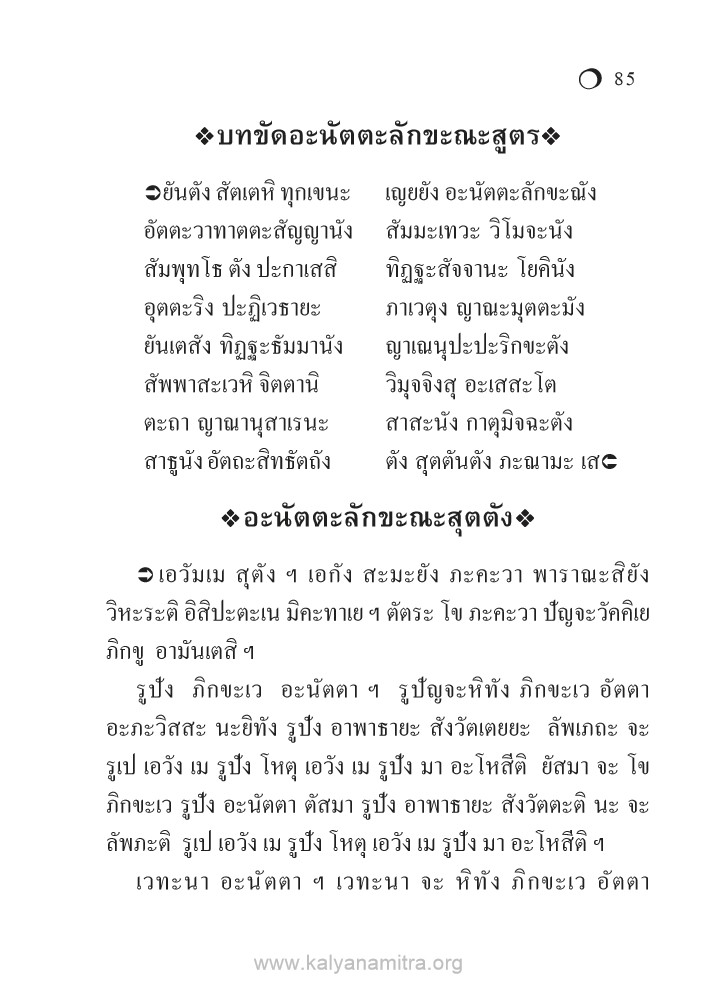 85
❖บทขัดอะนัตตะลักขะณะสูตร❖
➲ยันตัง สัตเตหิ ทุกเขนะ เญยยัง อะนัตตะลักขะณัง
อัตตะวาทาตตะสัญญานัง สัมมะเทวะ วิโมจะนัง
สัมพุทโธ ตัง ปะกาเสสิ ทิฏฐะสัจจานะ โยคินัง
อุตตะริง ปะฏิเวธายะ ภาเวตุง ญาณะมุตตะมัง
ยันเตสัง ทิฏฐะธัมมานัง ญาเณนุปะปะริกขะตัง
สัพพาสะเวหิ จิตตานิ วิมุจจิงสุ อะเสสะโต
ตะถา ญาณานุสาเรนะ สาสะนัง กาตุมิจฉะตัง
สาธูนัง อัตถะสิทธัตถัง ตัง สุตตันตัง ภะณามะ เส
❖อะนัตตะลักขะณะสุตตัง❖
➲เอวัมเม สุตัง ฯ เอกัง สะมะยัง ภะคะวา พาราณะสิยัง
วิหะระติ อิสิปะตะเน มิคะทาเย ฯ ตัตระ โข ภะคะวา ปัญจะวัคคิเย
ภิกขู อามันเตสิ ฯ
รูปัง ภิกขะเว อะนัตตา ฯ รูปัญจะหิทัง ภิกขะเว อัตตา
อะภะวิสสะ นะยิทัง รูปัง อาพาธายะ สังวัตเตยยะ ลัพเภถะ จะ
รูเป เอวัง เม รูปัง โหตุ เอวัง เม รูปัง มา อะโหสีติ ยัสมา จะ โข
ภิกขะเว รูปัง อะนัตตา ตัสมา รูปัง อาพาธายะ สังวัตตะติ นะ จะ
ลัพภะติ รูเป เอวัง เม รูปัง โหตุ เอวัง เม รูปัง มา อะโหสีติ ฯ
เวทะนา อะนัตตา ฯ เวทะนา จะ หิทัง ภิกขะเว อัตตา
www.kalyanamitra.org